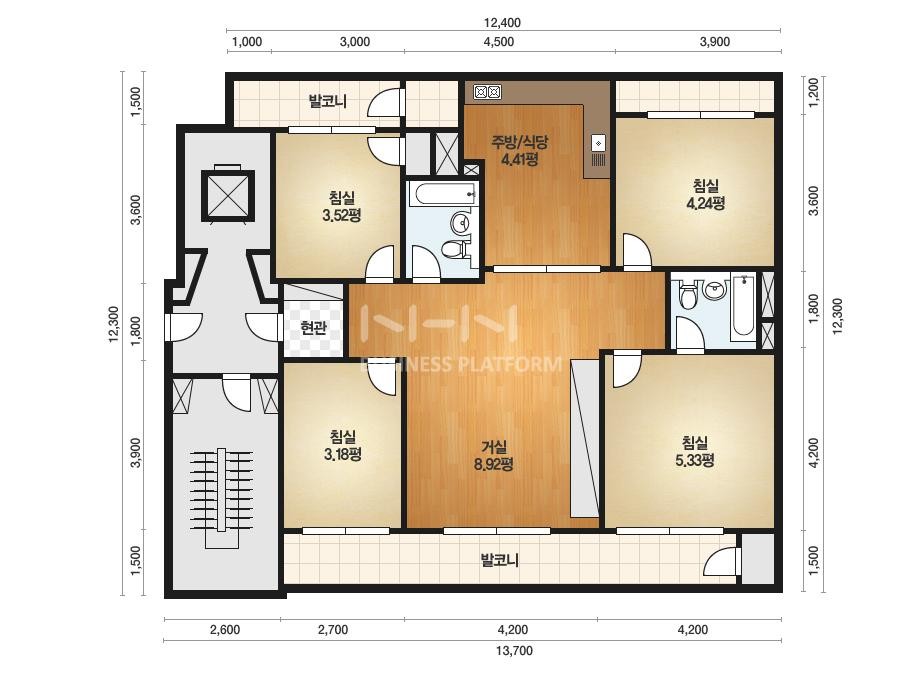 12,400
1,000
3,000
4,500
3,900
1,500
3,600
1,800
3,900
1,500
12,300
1,200
3,600
1,800
4,200
1,500
12,300
발코니
주방/식당
4.41평
침실
3.52평
침실
4.24평
현관
N-HN
BUSINESS PLATFORM
침실
3.18평
거실
8.92평
침실
5.33평
발코니
2,600
2,700
4,200
4,200
13,700